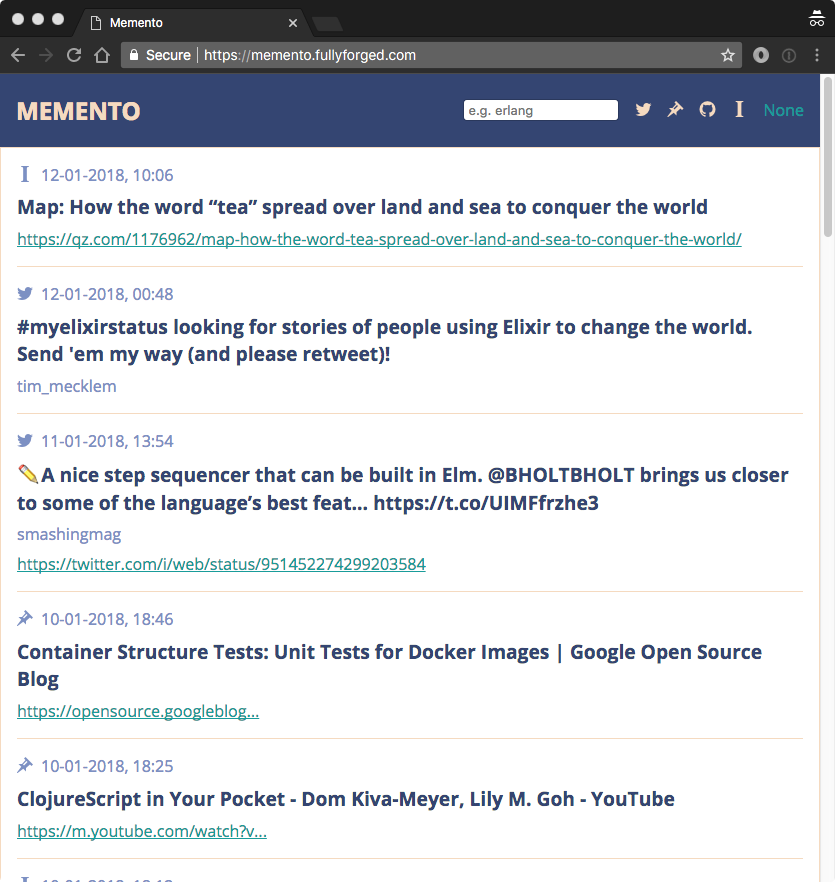 Memento
Secure | https://memento.fullyforged.com
MEMENTO
e.g. erlang
None
12-01-2018, 10:06
Map: How the word “tea” spread over land and sea to conquer the world
https://qz.com/1176962/map-how-the-word-tea-spread-over-land-and-sea-to-conquer-the-world/
12-01-2018, 00:48
#myelixirstatus looking for stories of people using Elixir to change the world.
Send 'em my way (and please retweet)!
tim_mecklem
11-01-2018, 13:54
✏️A nice step sequencer that can be built in Elm. @BHOLTBHOLT brings us closer
to some of the language’s best feat… https://t.co/UIMFfrzhe3
smashingmag
https://twitter.com/i/web/status/951452274299203584
10-01-2018, 18:46
Container Structure Tests: Unit Tests for Docker Images | Google Open Source
Blog
https://opensource.googleblog...
10-01-2018, 18:25
ClojureScript in Your Pocket - Dom Kiva-Meyer, Lily M. Goh - YouTube
https://m.youtube.com/watch?v...